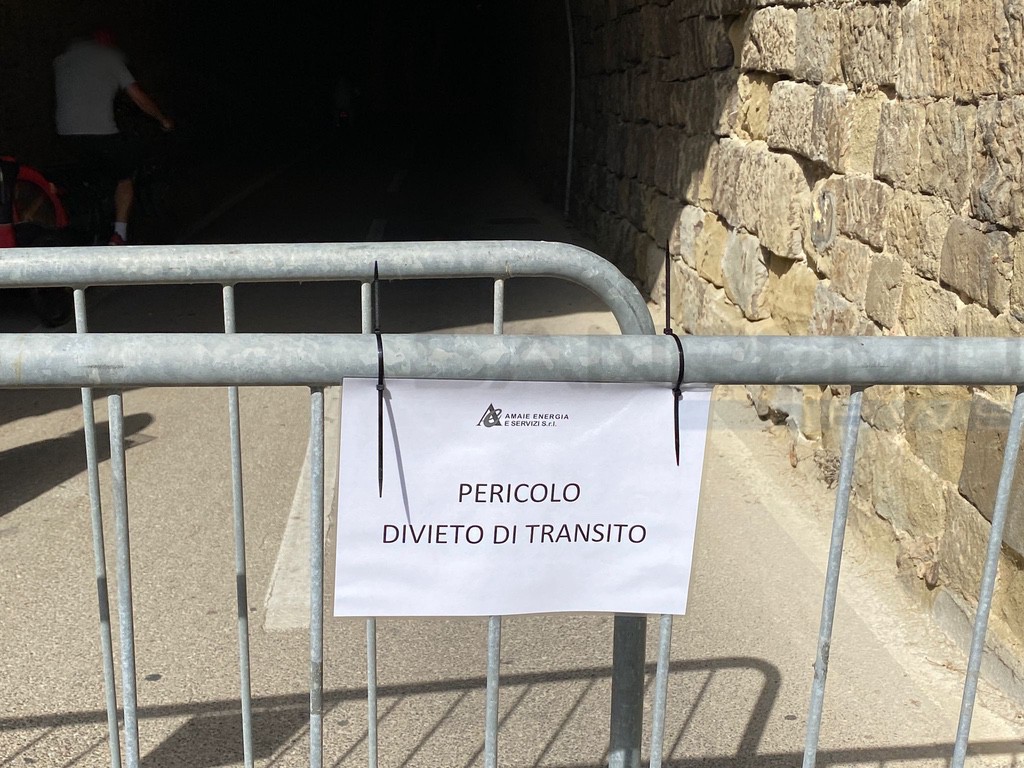 AMAIE ENERGIA
E SERVIZI S.r.l.
PERICOLO
DIVIETO DI TRANSITO